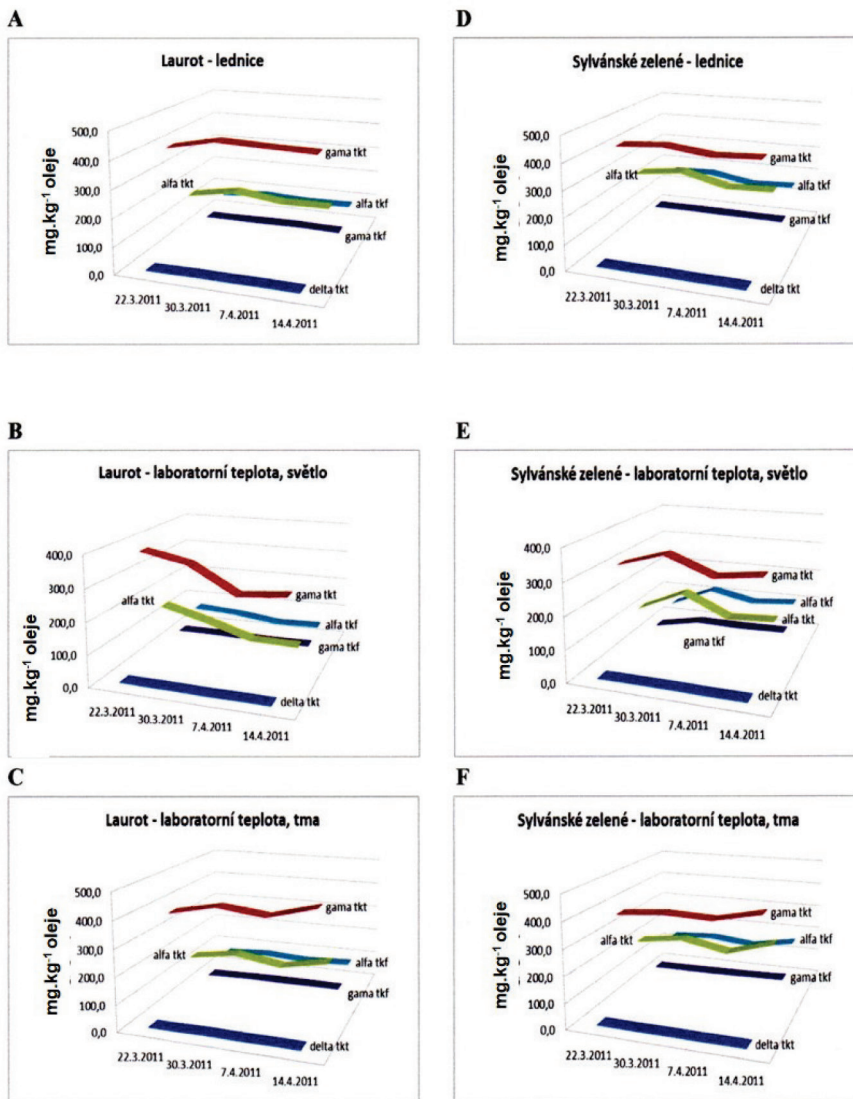 A
Laurot - lednice
mg.kg⁻¹ oleje
500,0
400,0
300,0
200,0
100,0
0,0
gama tkt
alfa tkt
alfa tkf
gama tkf
delta tkt
22.3.2011
30.3.2011
7.4.2011
14.4.2011
D
Sylvánské zelené - lednice
mg.kg⁻¹ oleje
500,0
400,0
300,0
200,0
100,0
0,0
gama tkt
alfa tkt
alfa tkf
gama tkf
delta tkt
22.3.2011
30.3.2011
7.4.2011
14.4.2011
B
Laurot - laboratorní teplota, světlo
mg.kg⁻¹ oleje
400,0
300,0
200,0
100,0
0,0
alfa tkt
gama tkt
alfa tkf
gama tkf
delta tkt
22.3.2011
30.3.2011
7.4.2011
14.4.2011
E
Sylvánské zelené - laboratorní teplota, světlo
mg.kg⁻¹ oleje
400,0
300,0
200,0
100,0
0,0
gama tkt
alfa tkf
alfa tkt
gama tkf
delta tkt
22.3.2011
30.3.2011
7.4.2011
14.4.2011
C
Laurot - laboratorní teplota, tma
mg.kg⁻¹ oleje
500,0
400,0
300,0
200,0
100,0
0,0
gama tkt
alfa tkt
alfa tkf
gama tkf
delta tkt
22.3.2011
30.3.2011
7.4.2011
14.4.2011
F
Sylvánské zelené - laboratorní teplota, tma
mg.kg⁻¹ oleje
500,0
400,0
300,0
200,0
100,0
0,0
gama tkt
alfa tkt
alfa tkf
gama tkf
delta tkt
22.3.2011
30.3.2011
7.4.2011
14.4.2011